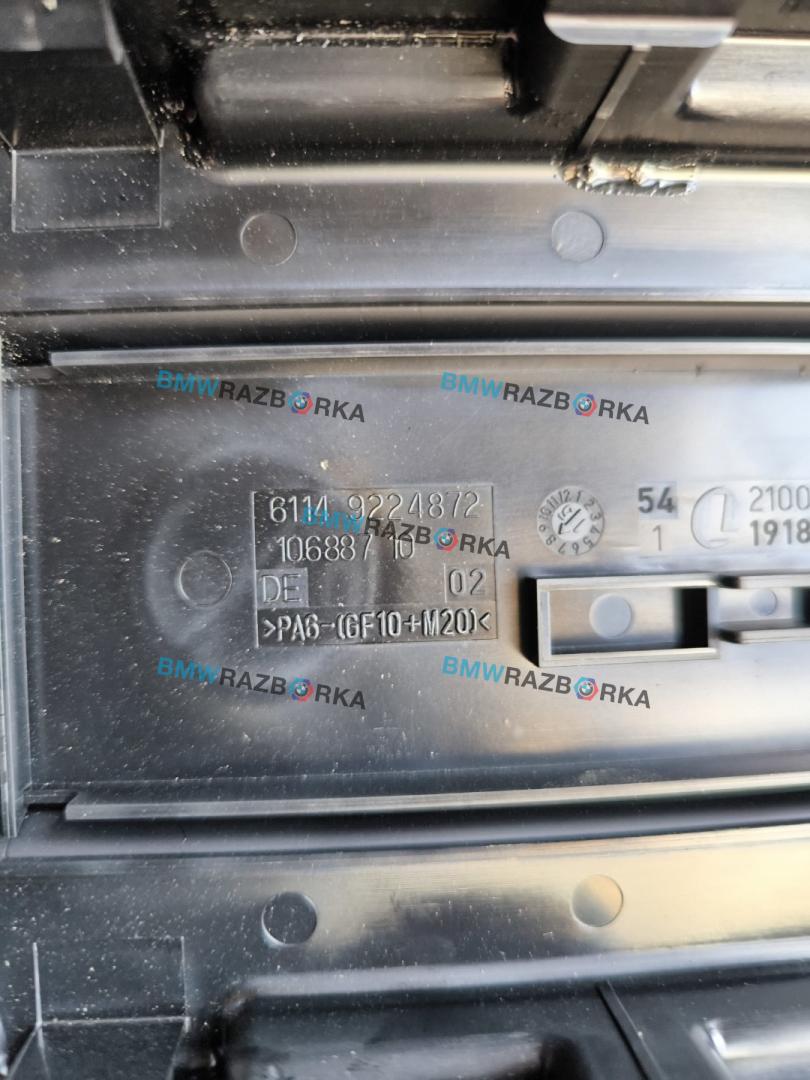 BMWRAZBORKA
BMWRAZBORKA
6114 9224872
BMWRAZBORKA
106887 10
DE 02
>PA6-(GF10+M20)<
54
1
2100
1918
BMWRAZBORKA
BMWRAZBORKA